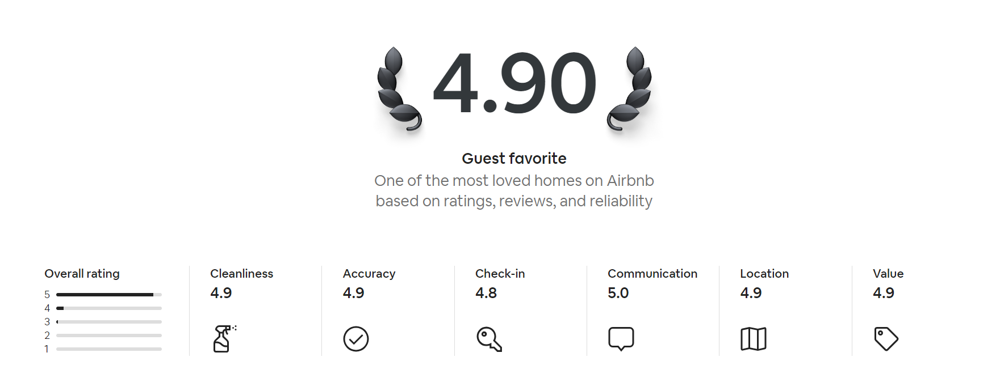 4.90
Guest favorite
One of the most loved homes on Airbnb
based on ratings, reviews, and reliability
Overall rating
5
4
3
2
1
Cleanliness
4.9
Accuracy
4.9
Check-in
4.8
Communication
5.0
Location
4.9
Value
4.9